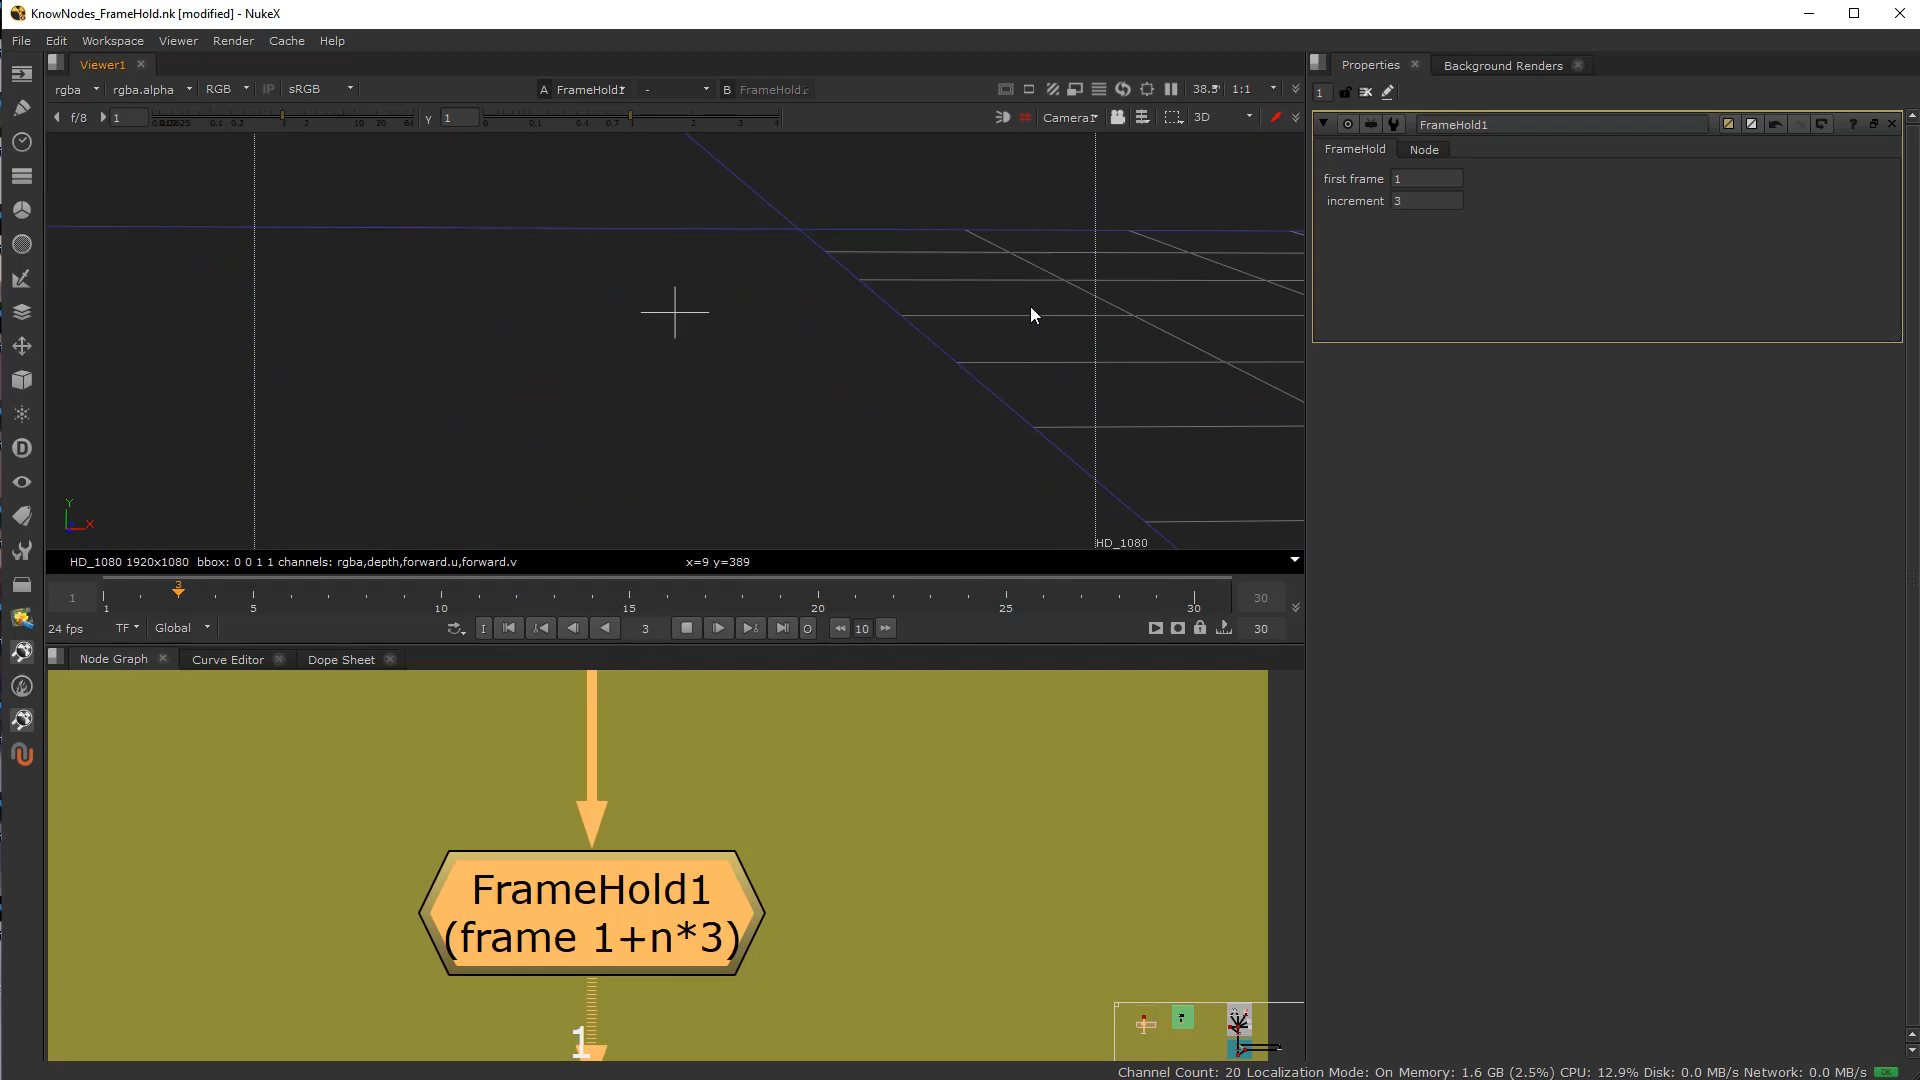 KnowNodes_FrameHold.nk [modified] - NukeX
File Edit Workspace Viewer Render Cache Help
Viewer1
rgba rgba.alpha RGB IP sRGB A FrameHold1 - B 1:1
f/8 1 Y 1 Camera1 3D
HD_1080
Y
X
HD_1080 1920x1080 bbox: 0 0 1 1 channels: rgba,depth,forward.u,forward.v x=9 y=389
3
1 1 5 10 15 20 25 30 30
24 fps TF Global I 3 O 10 30
Node Graph Curve Editor Dope Sheet
FrameHold1
(frame 1+n*3)
1
Properties Background Renders
1
FrameHold1 ?
FrameHold Node
first frame 1
increment 3
Channel Count: 20 Localization Mode: On Memory: 1.6 GB (2.5%) CPU: 12.9% Disk: 0.0 MB/s Network: 0.0 MB/s